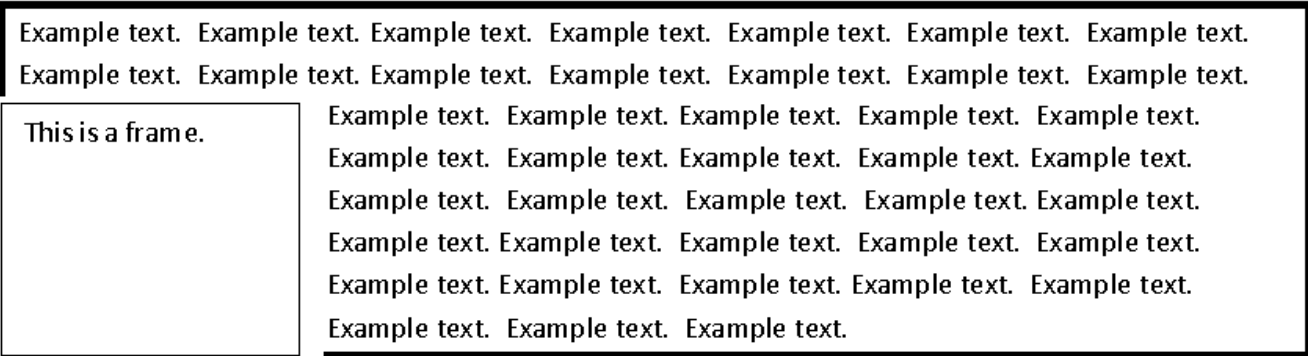 Example text.  Example text. Example text.  Example text.  Example text.  Example text.  Example text.
Example text.  Example text. Example text.  Example text.  Example text.  Example text.  Example text.
This is a frame.
Example text.  Example text. Example text.  Example text.  Example text.
Example text.  Example text. Example text.  Example text. Example text.
Example text.  Example text.  Example text.  Example text. Example text.
Example text. Example text.  Example text.  Example text.  Example text.
Example text. Example text.  Example text. Example text.  Example text.
Example text.  Example text.  Example text.